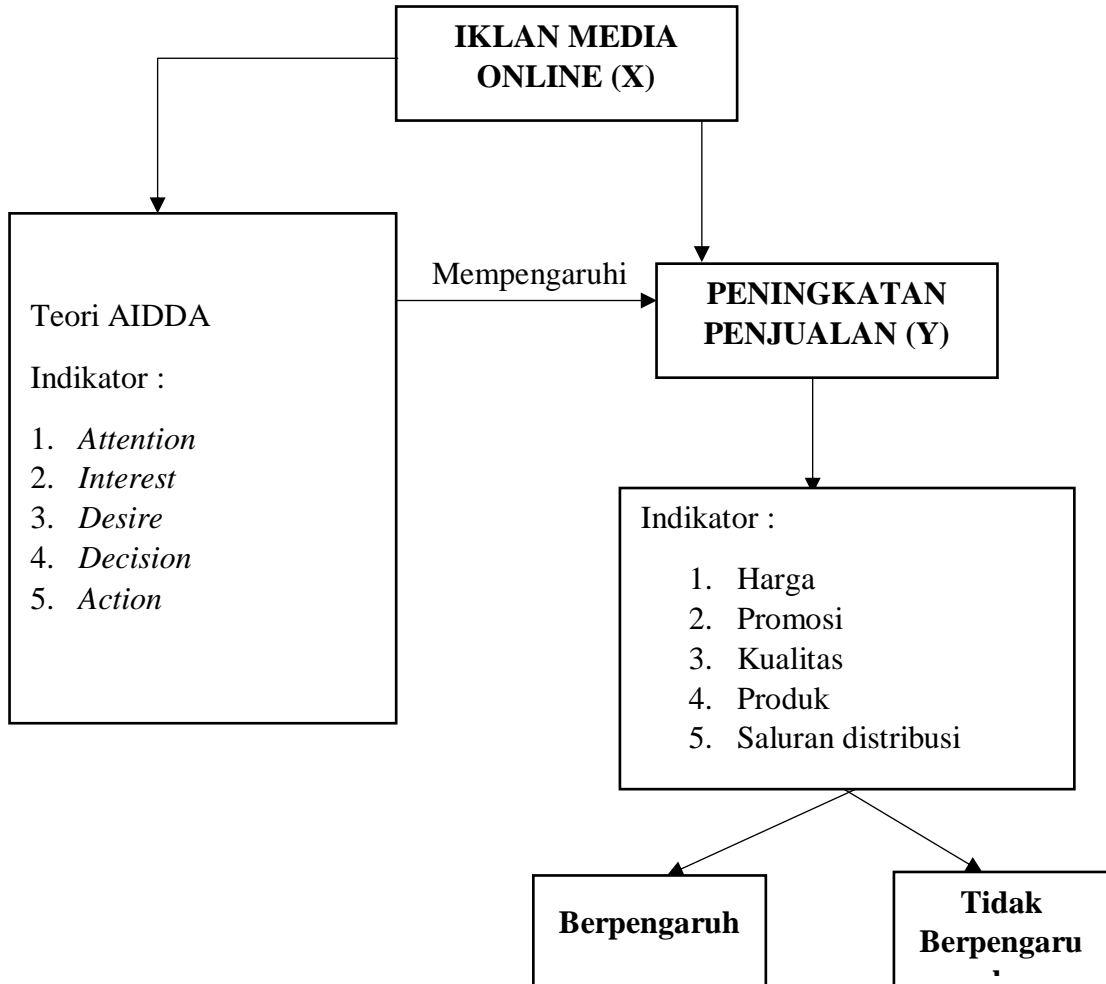 IKLAN MEDIA
ONLINE (X)
Mempengaruhi
Teori AIDDA
Indikator :
1. Attention
2. Interest
3. Desire
4. Decision
5. Action
PENINGKATAN
PENJUALAN (Y)
Indikator :
1. Harga
2. Promosi
3. Kualitas
4. Produk
5. Saluran distribusi
Berpengaruh
Tidak
Berpengaru